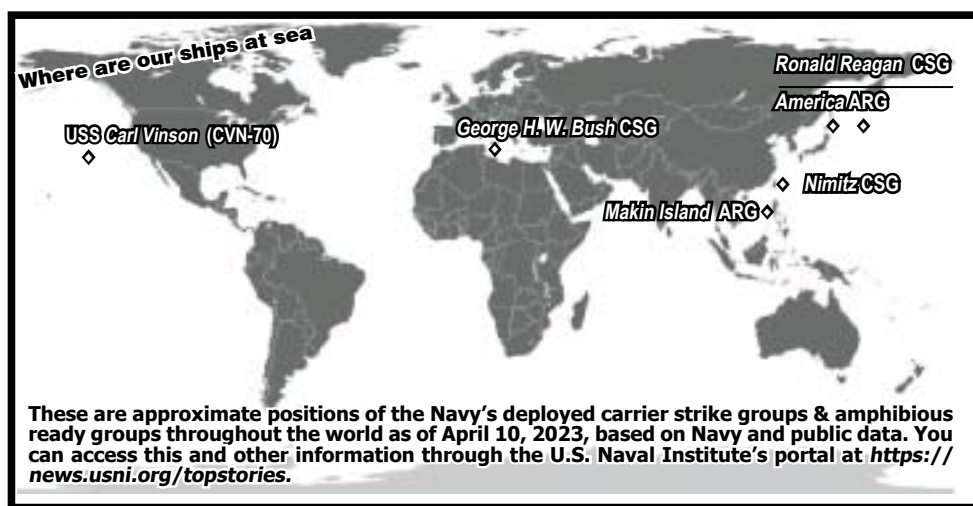 Where are our ships at sea
Ronald Reagan CSG
America ARG
USS Carl Vinson (CVN-70)
George H. W. Bush CSG
Nimitz CSG
Makin Island ARG
These are approximate positions of the Navy's deployed carrier strike groups & amphibious
ready groups throughout the world as of April 10, 2023, based on Navy and public data. You
can access this and other information through the U.S. Naval Institute's portal at https://
news.usni.org/topstories.